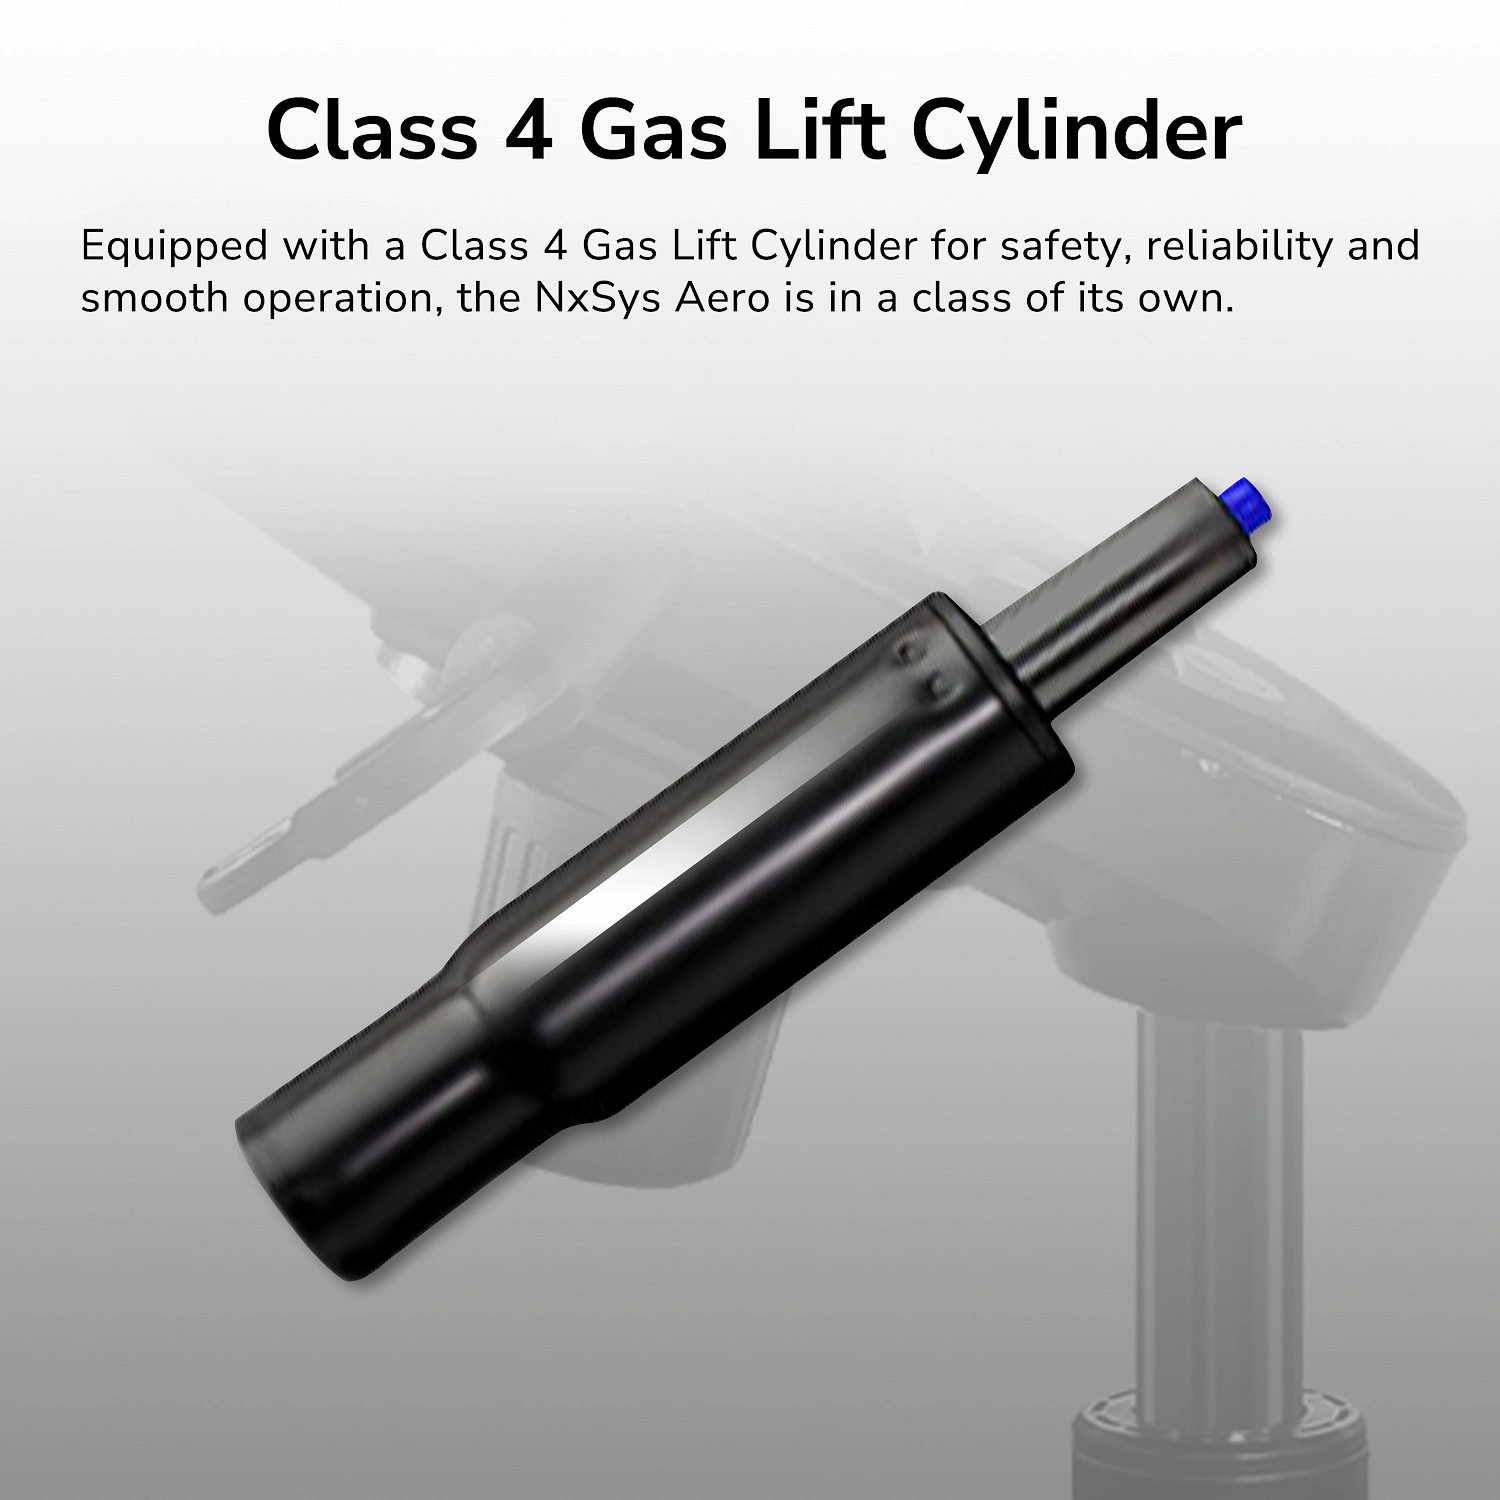 Class 4 Gas Lift Cylinder
Equipped with a Class 4 Gas Lift Cylinder for safety, reliability and
smooth operation, the NxSys Aero is in a class of its own.